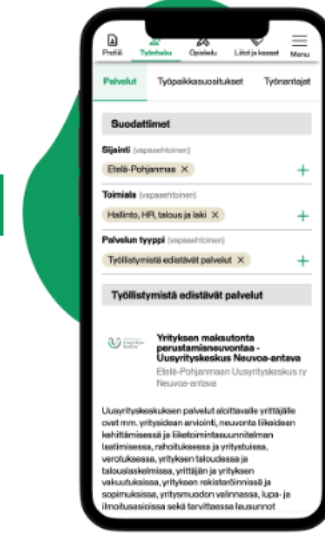 Profiili Työnhaku Opiskelu Liitot ja kassat Menu
Palvelut Työpaikkasuositukset Työnantajat
Suodattimet
Sijainti (vapaaehtoinen)
Etelä-Pohjanmaa X +
Toimiala (vapaaehtoinen)
Hallinto, HR, talous ja laki X +
Palvelun tyyppi (vapaaehtoinen)
Työllistymistä edistävät palvelut X +
Työllistymistä edistävät palvelut
Yrityksen maksutonta
perustamisneuvontaa -
Uusyrityskeskus Neuvoa-antava
Etelä-Pohjanmaan Uusyrityskeskus ry
Neuvoa-antava
Uusyrityskeskuksen palvelut aloittavalle yrittäjälle
ovat mm. yritysidean arviointi, neuvonta liikeidean
kehittämisessä ja liiketoimintasuunnitelman
laatimisessa, rahoituksessa ja yritystuissa,
verotuksessa, yrityksen taloudessa ja
talouslaskelmissa, yrittäjän ja yrityksen
vakuutuksissa, yrityksen rekisteröinnissä ja
sopimuksissa, yritysmuodon valinnassa, lupa- ja
ilmoitusasioissa sekä tarvittaessa lausunnot